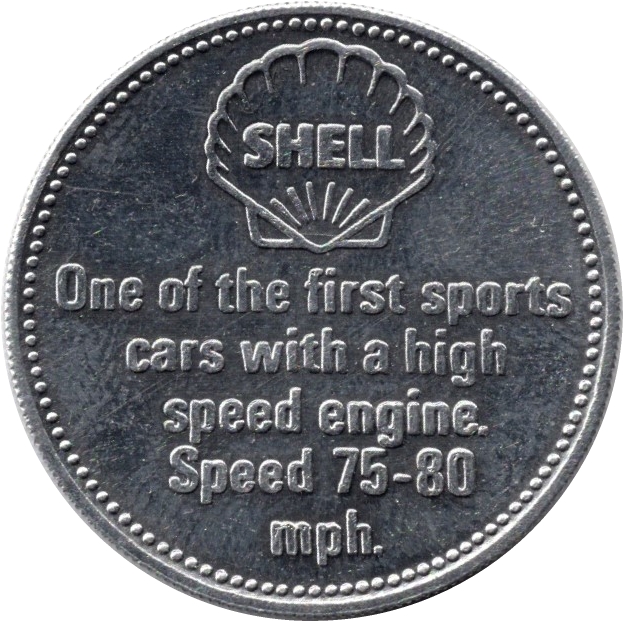 SHELL
One of the first sports
cars with a high
speed engine.
Speed 75-80
mph.